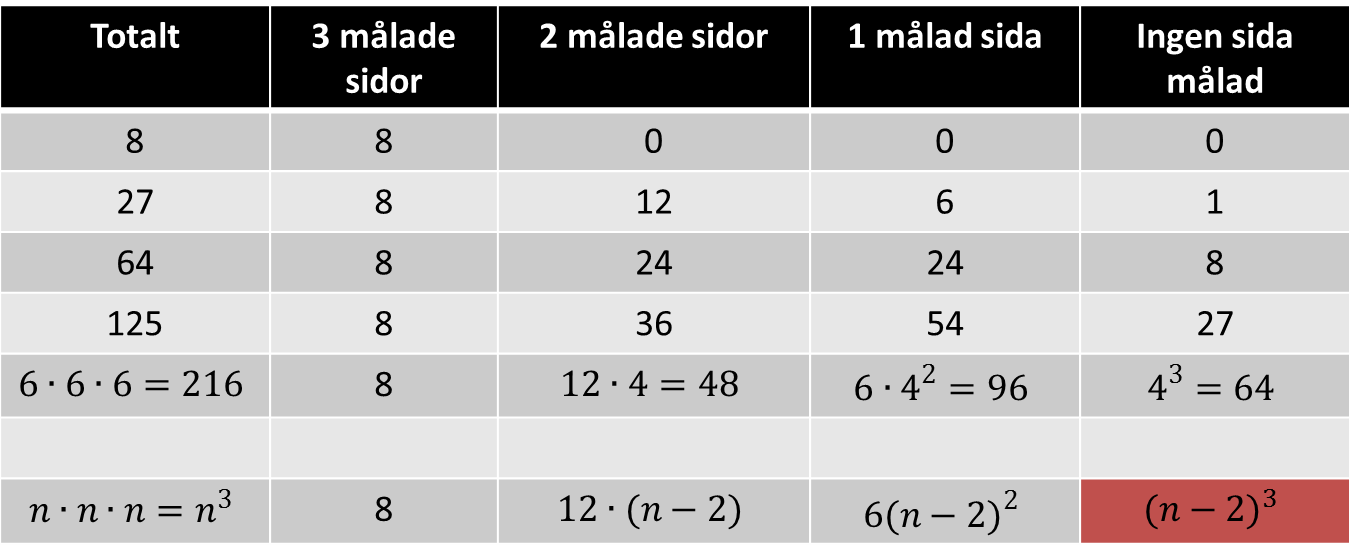 Totalt 3 målade sidor 2 målade sidor 1 målad sida Ingen sida målad
8 8 0 0 0
27 8 12 6 1
64 8 24 24 8
125 8 36 54 27
6 · 6 · 6 = 216 8 12 · 4 = 48 6 · 4² = 96 4³ = 64
n · n · n = n³ 8 12 · (n − 2) 6(n − 2)² (n − 2)³